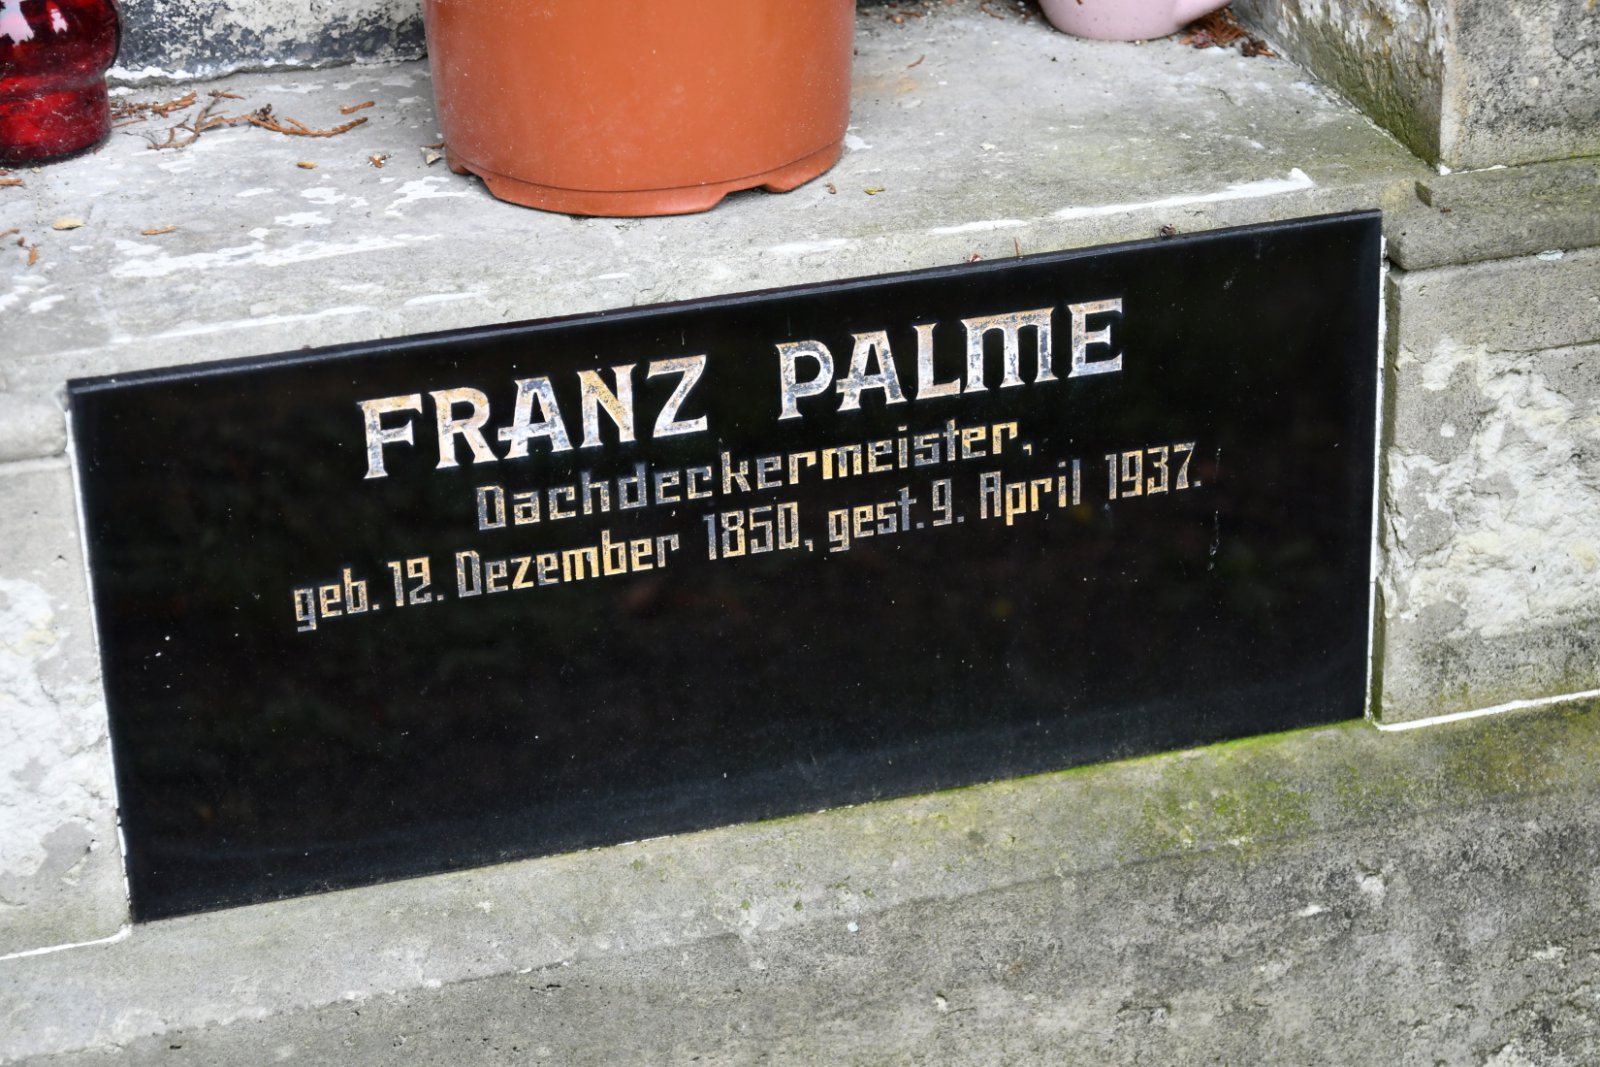 FRANZ PALME
Dachdeckermeister,
geb. 12. Dezember 1850, gest. 9. April 1937.